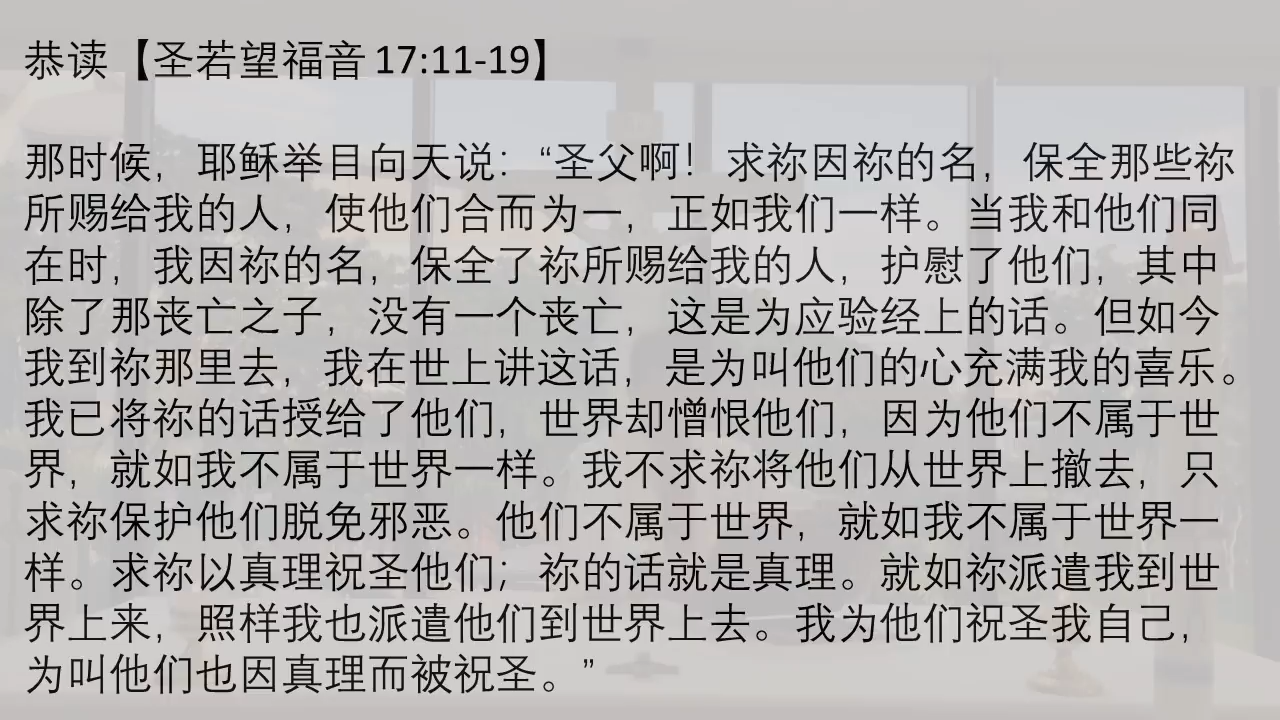 恭读【圣若望福音 17:11-19】
那时候，耶稣举目向天说：“圣父啊！求祢因祢的名，保全那些祢
所赐给我的人，使他们合而为一，正如我们一样。当我和他们同
在时，我因祢的名，保全了祢所赐给我的人，护慰了他们，其中
除了那丧亡之子，没有一个丧亡，这是为应验经上的话。但如今
我到祢那里去，我在世上讲这话，是为叫他们的心充满我的喜乐。
我已将祢的话授给了他们，世界却憎恨他们，因为他们不属于世
界，就如我不属于世界一样。我不求祢将他们从世界上撤去，只
求祢保护他们脱免邪恶。他们不属于世界，就如我不属于世界一
样。求祢以真理祝圣他们；祢的话就是真理。就如祢派遣我到世
界上来，照样我也派遣他们到世界上去。我为他们祝圣我自己，
为叫他们也因真理而被祝圣。”